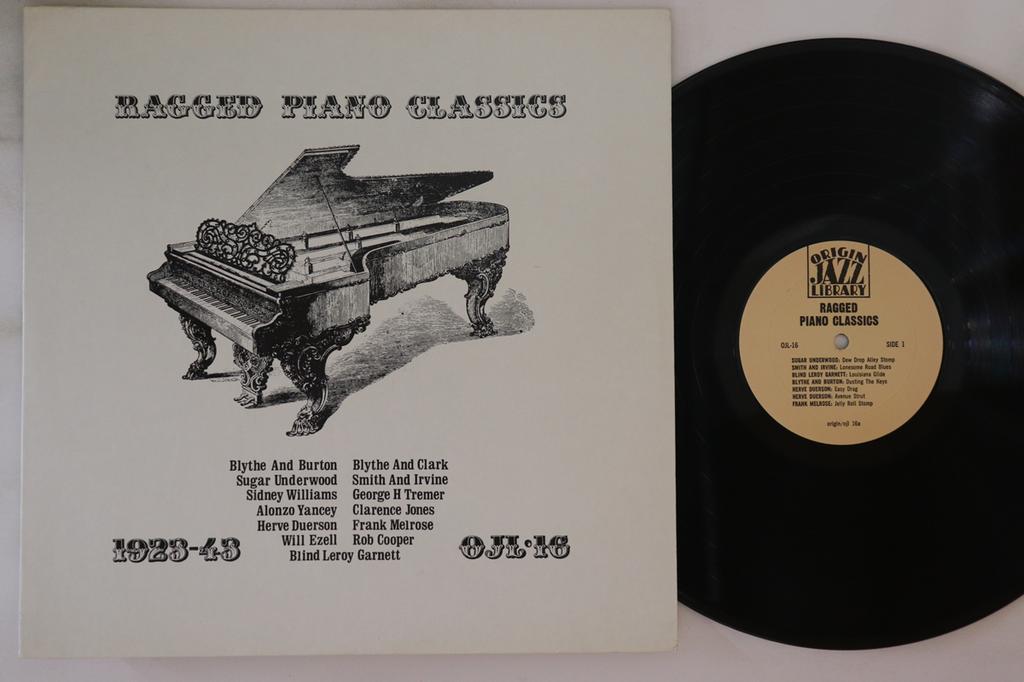 RAGGED PIANO CLASSICS
Blythe And Burton Blythe And Clark
Sugar Underwood Smith And Irvine
Sidney Williams George H Tremer
Alonzo Yancey Clarence Jones
Herve Duerson Frank Melrose
Will Ezell Rob Cooper
Blind Leroy Garnett
1923-43 OJL·16
ORIGIN
JAZZ
LIBRARY
RAGGED
PIANO CLASSICS
OJL-16 SIDE 1
SUGAR UNDERWOOD: Dew Drop Alley Stomp
SMITH AND IRVINE: Lonesome Road Blues
BLIND LEROY GARNETT: Louisiana Glide
BLYTHE AND BURTON: Dusting The Keys
HERVE DUERSON: Easy Drag
HERVE DUERSON: Avenue Strut
FRANK MELROSE: Jelly Roll Stomp
origin/ojl 16a